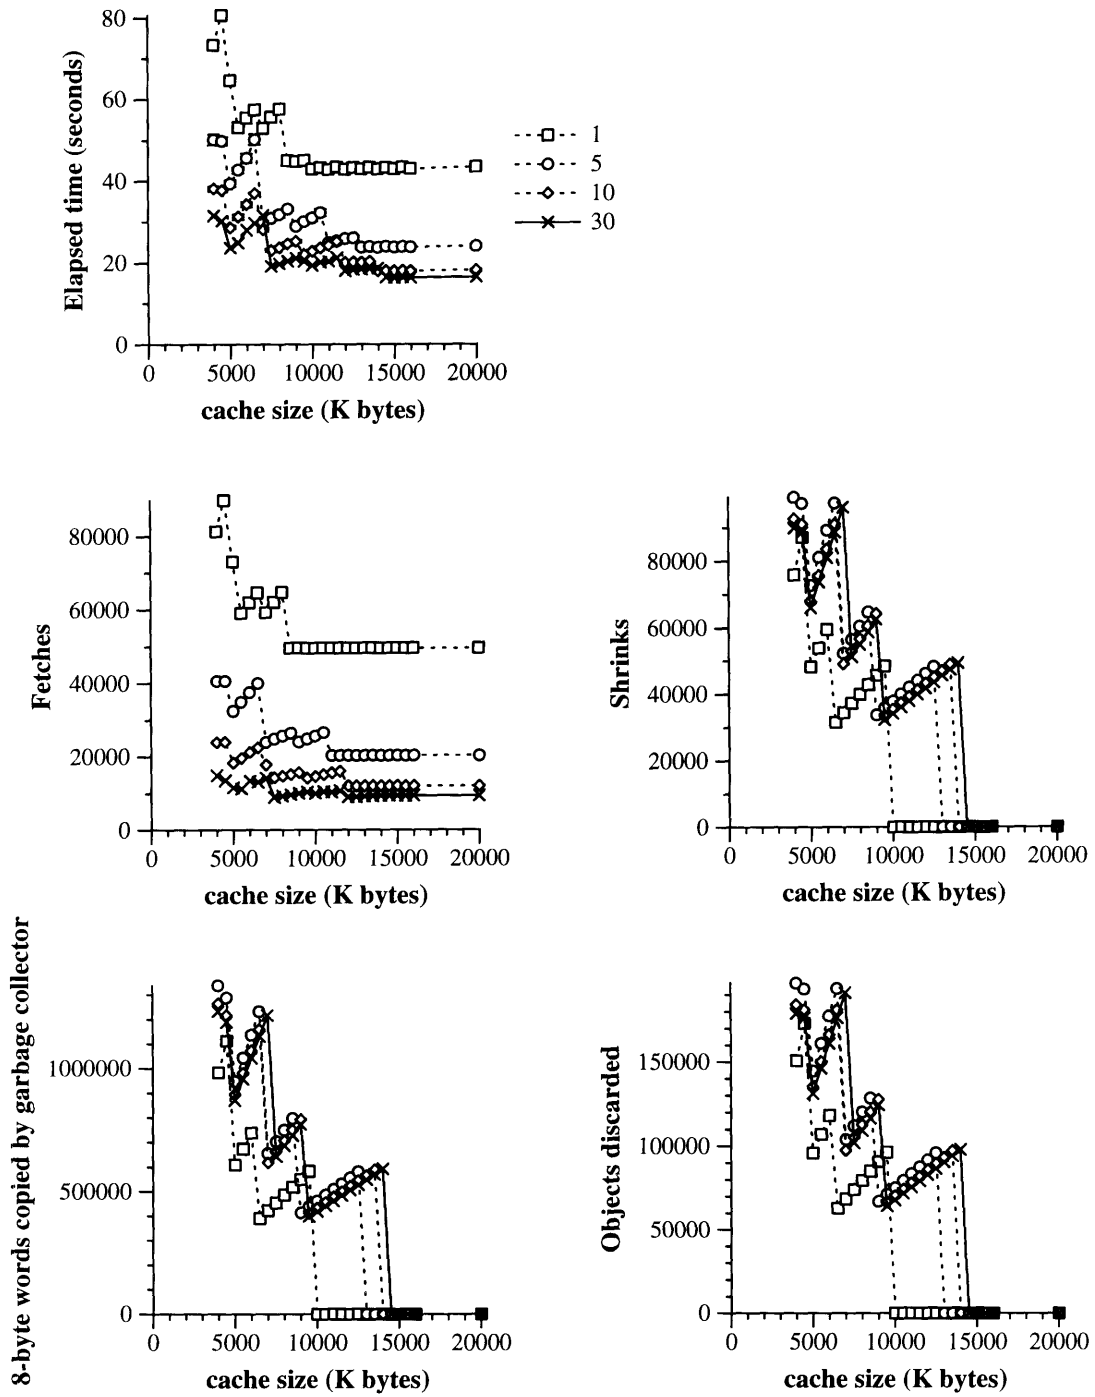 80
60
40
20
0
Elapsed time (seconds)
0 5000 10000 15000 20000
cache size (K bytes)
1
5
10
30
80000
60000
40000
20000
0
Fetches
0 5000 10000 15000 20000
cache size (K bytes)
80000
60000
40000
20000
0
Shrinks
0 5000 10000 15000 20000
cache size (K bytes)
8-byte words copied by garbage collector
1000000
500000
0
0 5000 10000 15000 20000
cache size (K bytes)
Objects discarded
150000
100000
50000
0
0 5000 10000 15000 20000
cache size (K bytes)